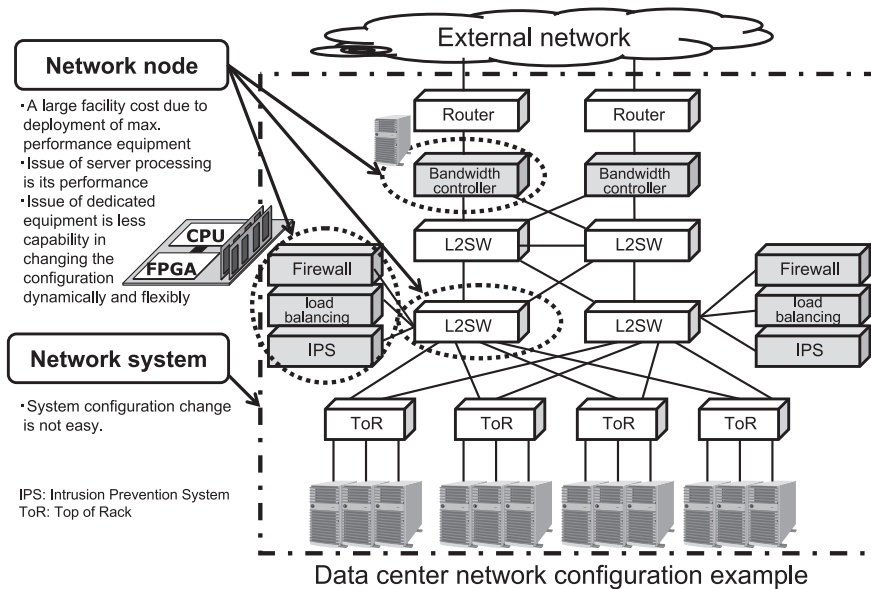 External network
Network node
・A large facility cost due to
deployment of max.
performance equipment
・Issue of server processing
is its performance
・Issue of dedicated
equipment is less
capability in
changing the
configuration
dynamically and flexibly
CPU
FPGA
Router
Router
Bandwidth
controller
Bandwidth
controller
L2SW
L2SW
Firewall
load
balancing
IPS
L2SW
L2SW
Firewall
load
balancing
IPS
Network system
・System configuration change
is not easy.
ToR
ToR
ToR
ToR
IPS: Intrusion Prevention System
ToR: Top of Rack
Data center network configuration example